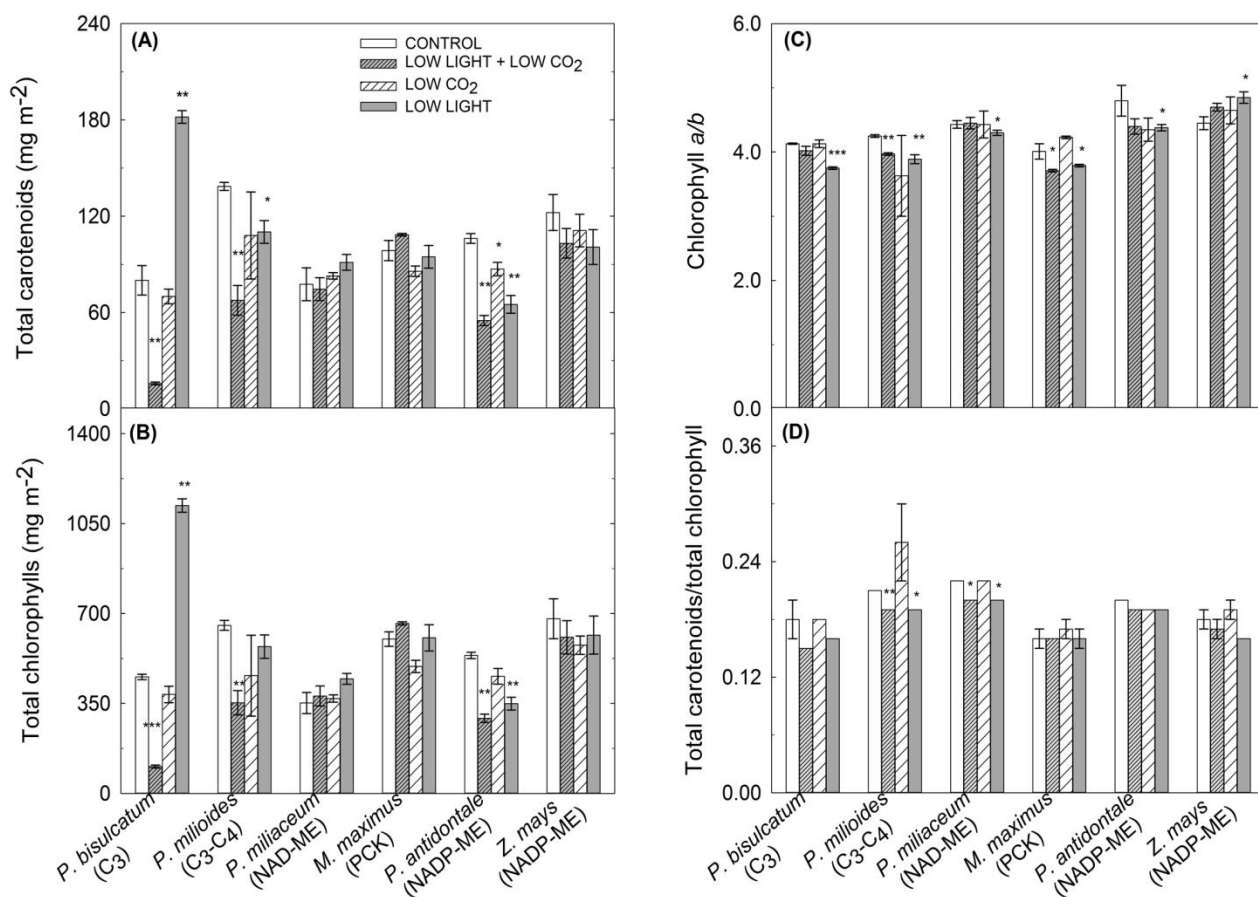 (A)
240
180
120
60
0
Total carotenoids (mg m-2)
CONTROL
LOW LIGHT + LOW CO2
LOW CO2
LOW LIGHT
** ** ** * ** * **
(B)
1400
1050
700
350
0
Total chlorophylls (mg m-2)
*** ** ** ** **
P. bisulcatum
(C3)
P. milioides
(C3-C4)
P. miliaceum
(NAD-ME)
M. maximus
(PCK)
P. antidontale
(NADP-ME)
Z. mays
(NADP-ME)
(C)
6.0
4.0
2.0
0.0
Chlorophyll a/b
*** ** ** * * * * *
(D)
0.36
0.24
0.12
0.00
Total carotenoids/total chlorophyll
** * * *
P. bisulcatum
(C3)
P. milioides
(C3-C4)
P. miliaceum
(NAD-ME)
M. maximus
(PCK)
P. antidontale
(NADP-ME)
Z. mays
(NADP-ME)